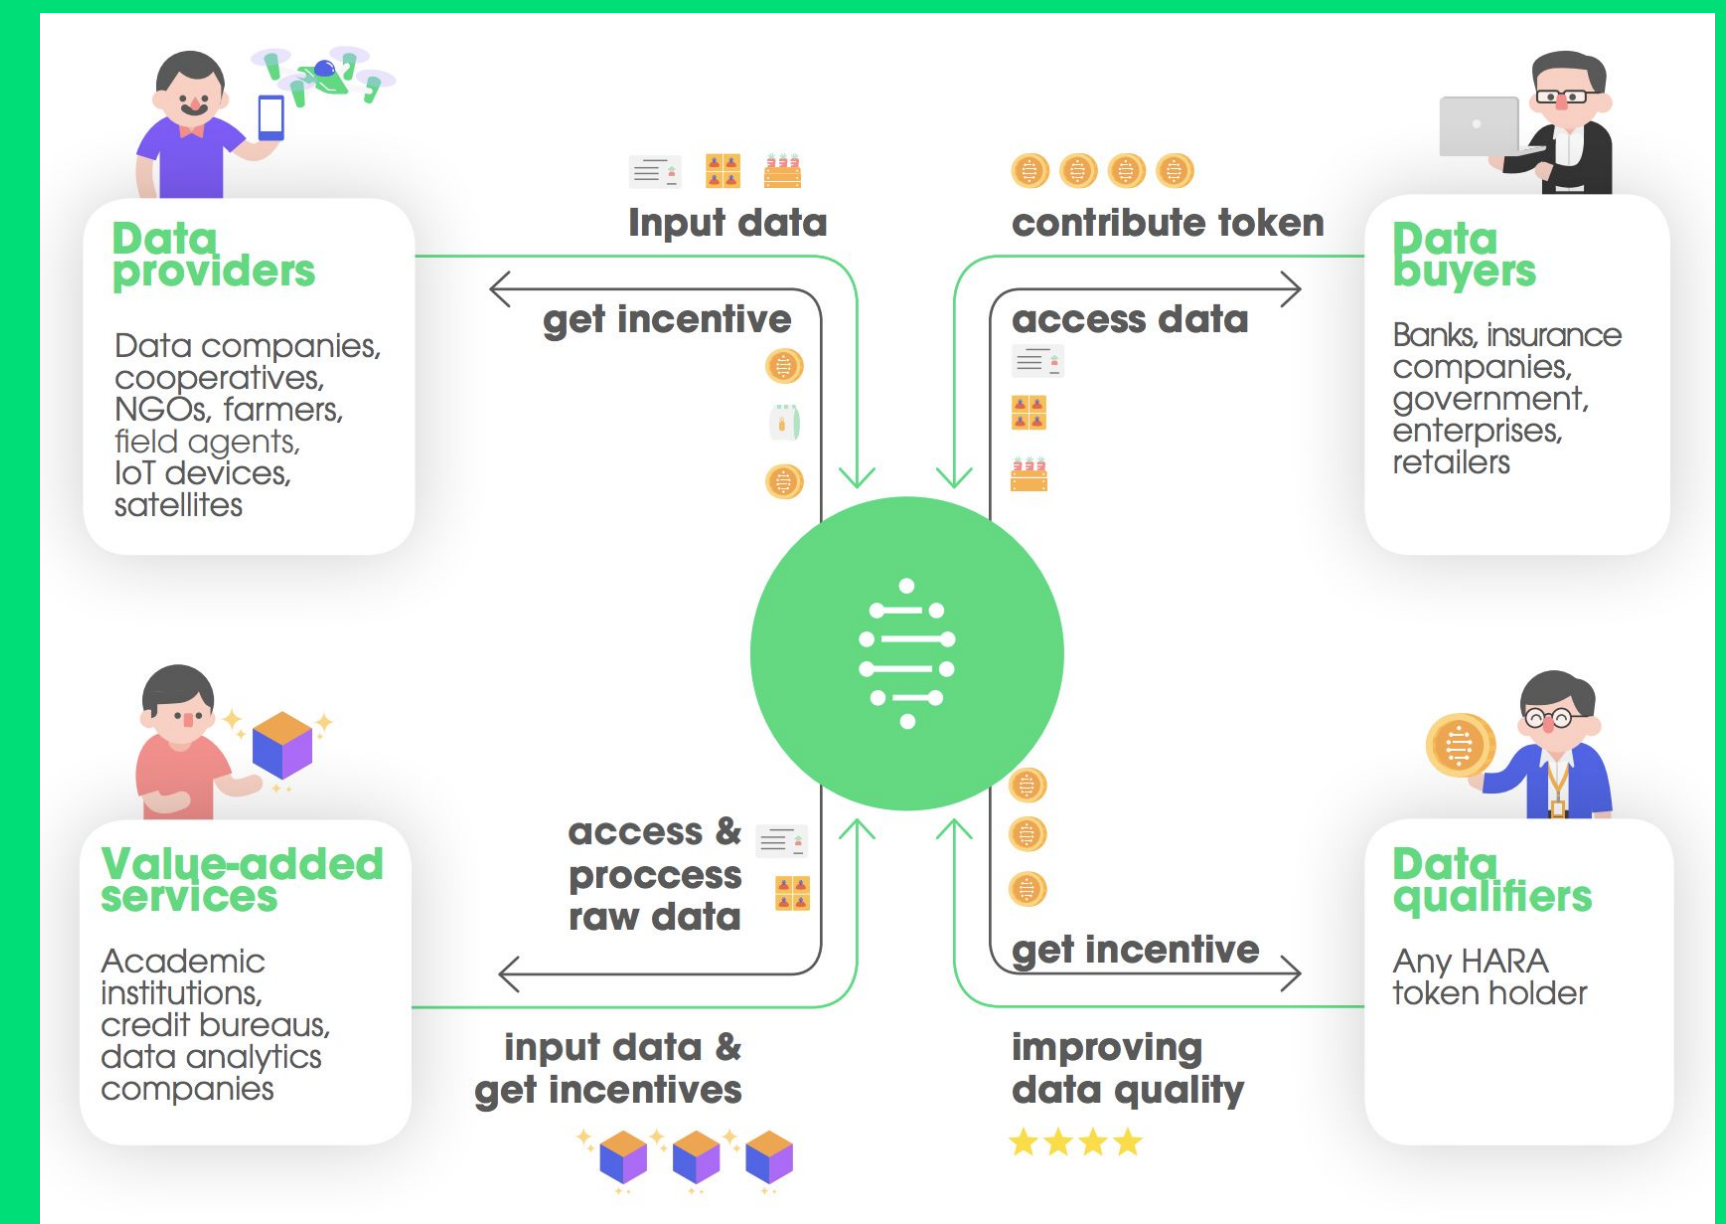 Data
providers
Data companies,
cooperatives,
NGOs, farmers,
field agents,
IoT devices,
satellites
Input data
get incentive
contribute token
access data
Data
buyers
Banks, insurance
companies,
government,
enterprises,
retailers
Value-added
services
Academic
institutions,
credit bureaus,
data analytics
companies
access &
proccess
raw data
input data &
get incentives
get incentive
improving
data quality
Data
qualifiers
Any HARA
token holder